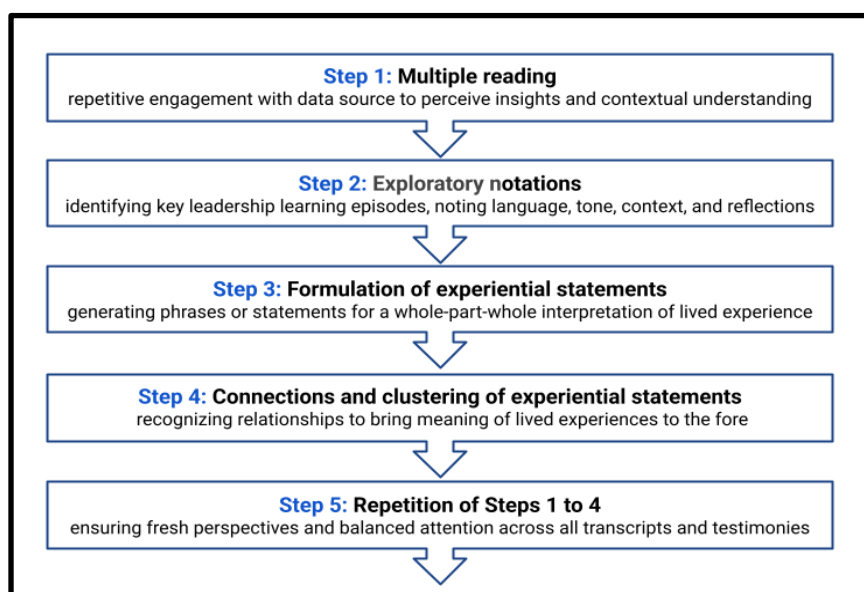 Step 1: Multiple reading
repetitive engagement with data source to perceive insights and contextual understanding
Step 2: Exploratory notations
identifying key leadership learning episodes, noting language, tone, context, and reflections
Step 3: Formulation of experiential statements
generating phrases or statements for a whole-part-whole interpretation of lived experience
Step 4: Connections and clustering of experiential statements
recognizing relationships to bring meaning of lived experiences to the fore
Step 5: Repetition of Steps 1 to 4
ensuring fresh perspectives and balanced attention across all transcripts and testimonies